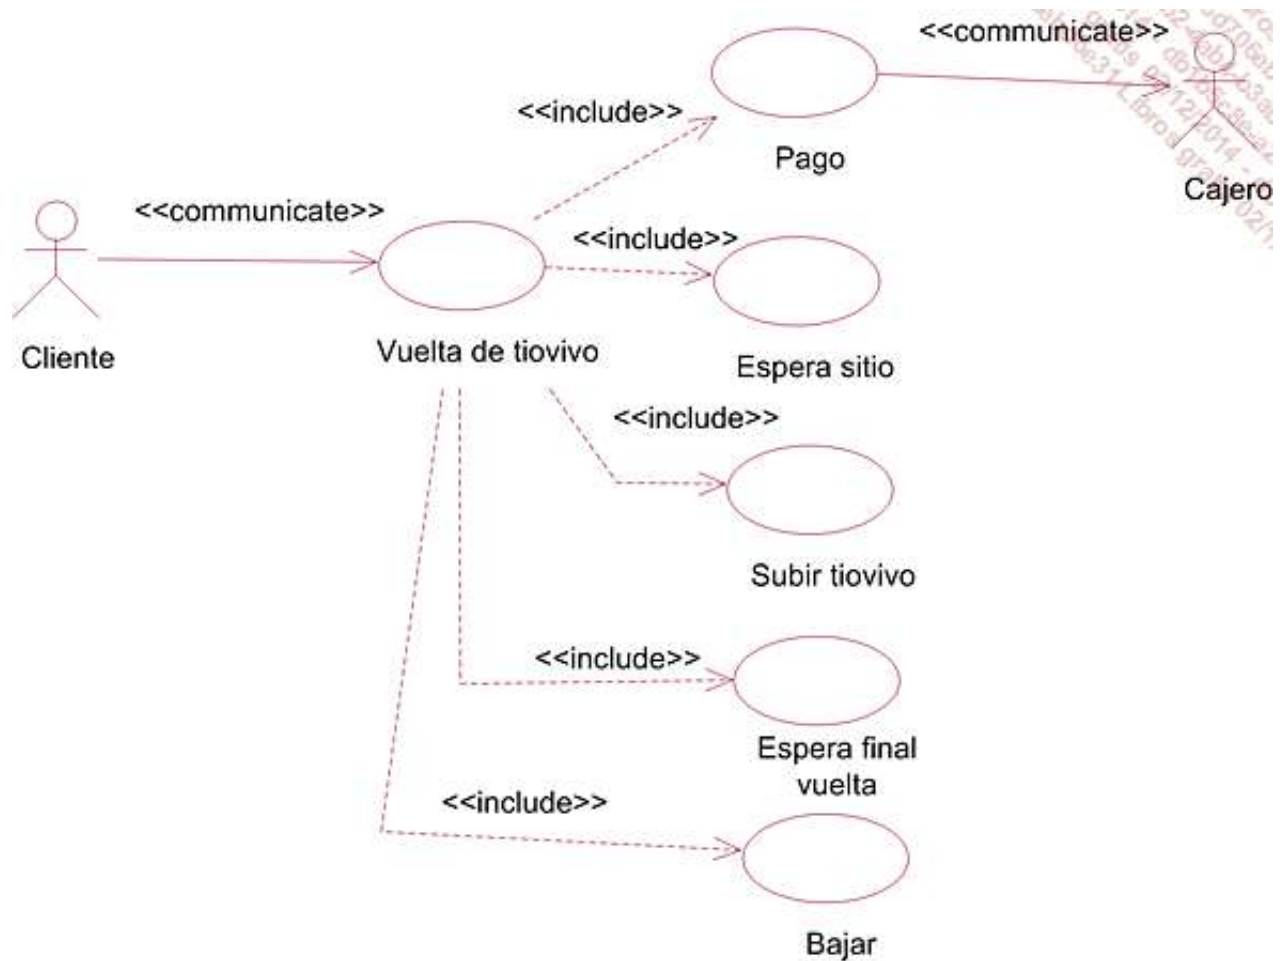 <<communicate>>
<<include>>
Pago
Cajero
<<communicate>>
<<include>>
Cliente
Vuelta de tiovivo
Espera sitio
<<include>>
Subir tiovivo
<<include>>
Espera final
vuelta
<<include>>
Bajar